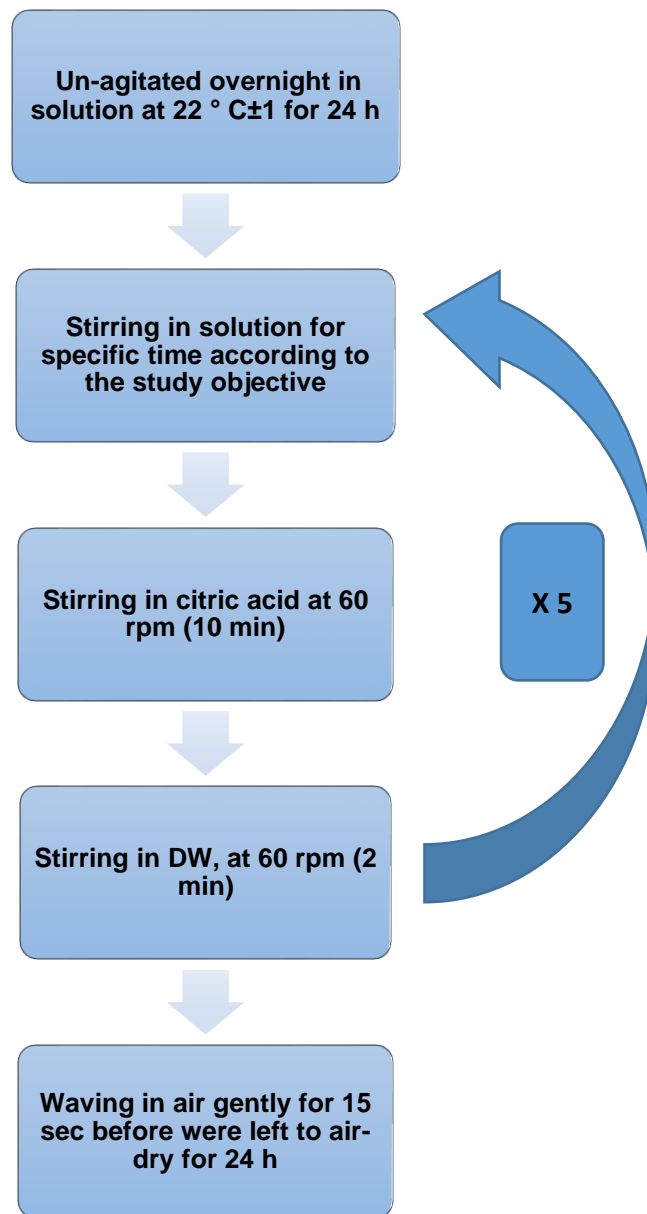 Un-agitated overnight in
solution at 22 ° C±1 for 24 h
Stirring in solution for
specific time according to
the study objective
Stirring in citric acid at 60
rpm (10 min)
X 5
Stirring in DW, at 60 rpm (2
min)
Waving in air gently for 15
sec before were left to air-
dry for 24 h